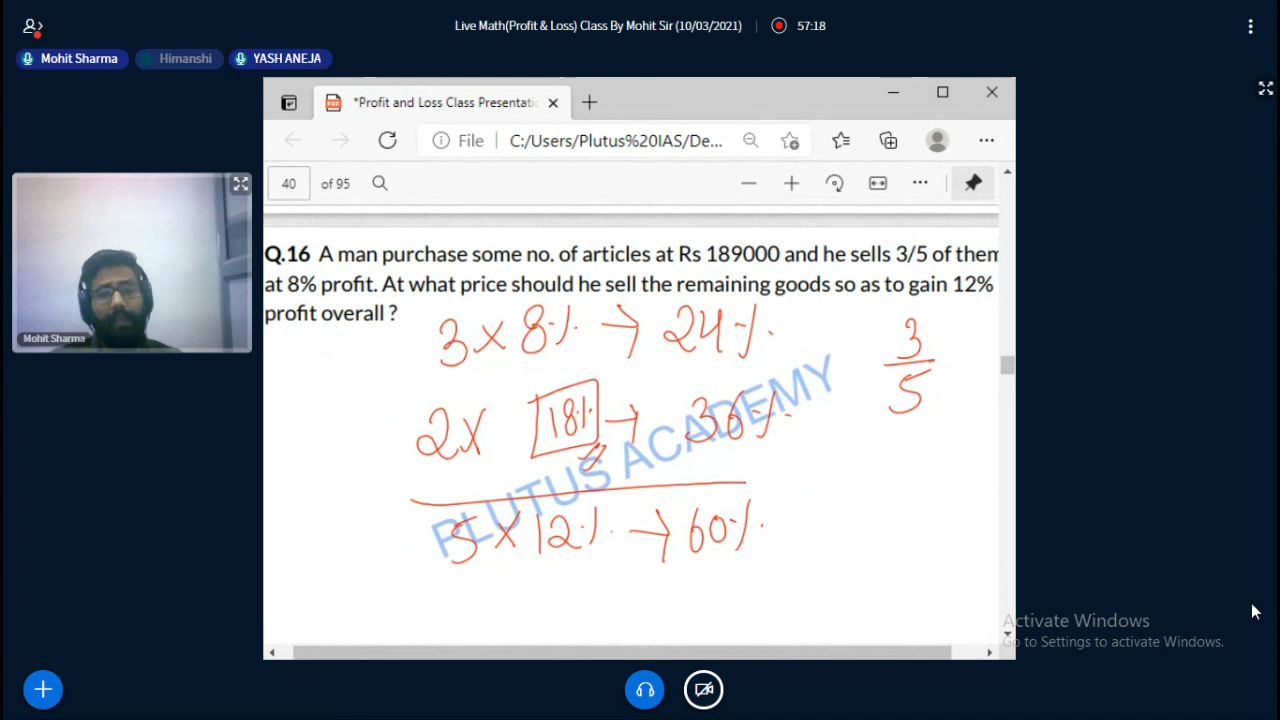 Live Math(Profit & Loss) Class By Mohit Sir (10/03/2021)
57:18
Mohit Sharma
Himanshi
YASH ANEJA
*Profit and Loss Class Presentatio
File
C:/Users/Plutus%20IAS/De...
40 of 95
Q.16 A man purchase some no. of articles at Rs 189000 and he sells 3/5 of them
at 8% profit. At what price should he sell the remaining goods so as to gain 12%
profit overall ?
3 × 8% → 24%
3/5
2 × 18% → 36%
5 × 12% → 60%
PLUTUS ACADEMY
Mohit Sharma
Activate Windows
Go to Settings to activate Windows.